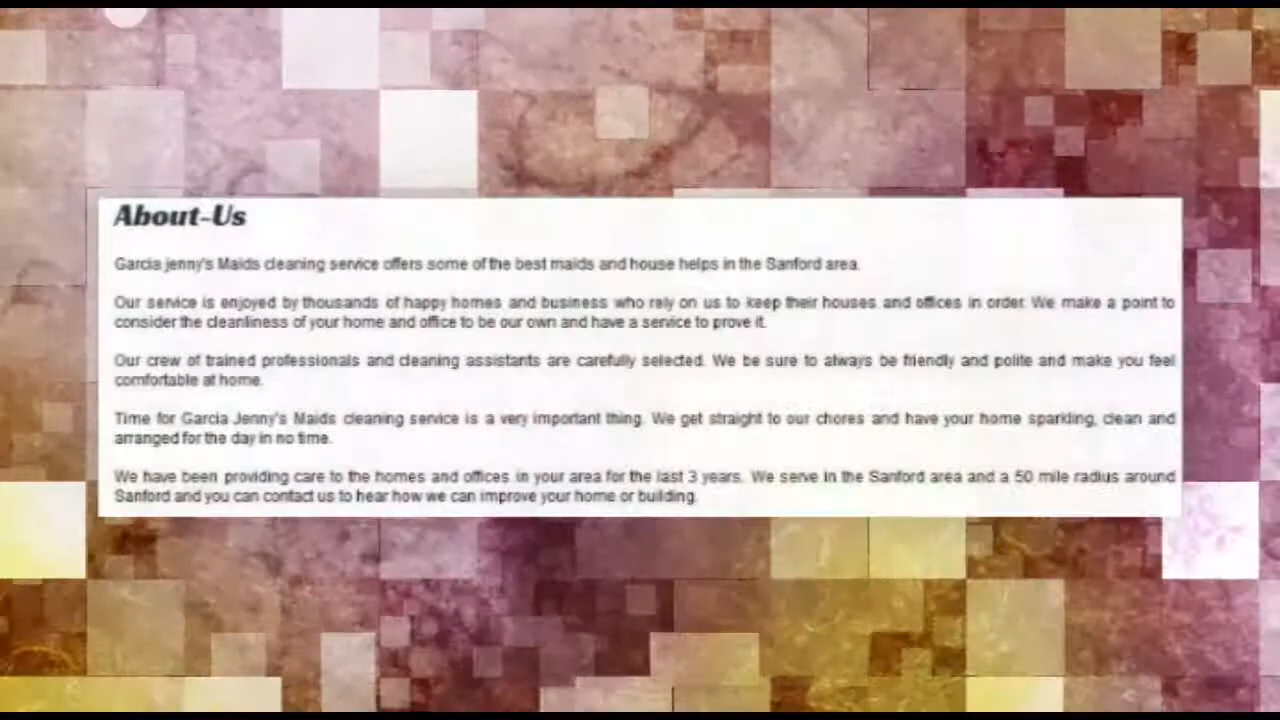 About-Us
Garcia jenny's Maids cleaning service offers some of the best maids and house helps in the Sanford area.
Our service is enjoyed by thousands of happy homes and business who rely on us to keep their houses and offices in order. We make a point to
consider the cleanliness of your home and office to be our own and have a service to prove it.
Our crew of trained professionals and cleaning assistants are carefully selected. We be sure to always be friendly and polite and make you feel
comfortable at home.
Time for Garcia Jenny's Maids cleaning service is a very important thing. We get straight to our chores and have your home sparkling, clean and
arranged for the day in no time.
We have been providing care to the homes and offices in your area for the last 3 years. We serve in the Sanford area and a 50 mile radius around
Sanford and you can contact us to hear how we can improve your home or building.